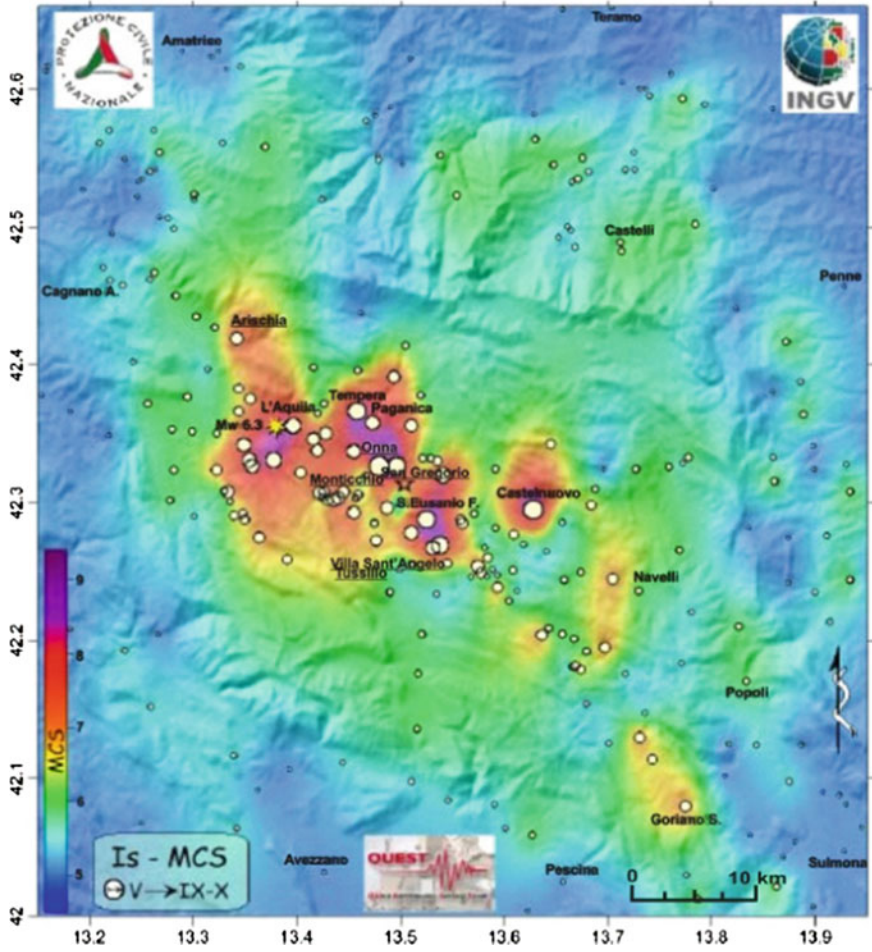 PROTEZIONE CIVILE
NAZIONALE
Teramo
Amatrice
INGV
42.6
42.5
Castelli
Penne
Cagnano A.
Arischia
42.4
Tempera
L'Aquila
Paganica
Mw 6.3
Onna
San Gregorio
Monticchio
42.3
Castelnuovo
S.Eusanio F.
Villa Sant'Angelo
Tussillo
Navelli
9
8
7
6
5
MCS
42.2
Popoli
42.1
Goriano S.
Is - MCS
V IX-X
QUEST
Avezzano
Pescina
0 10 km
Sulmona
42
13.2 13.3 13.4 13.5 13.6 13.7 13.8 13.9